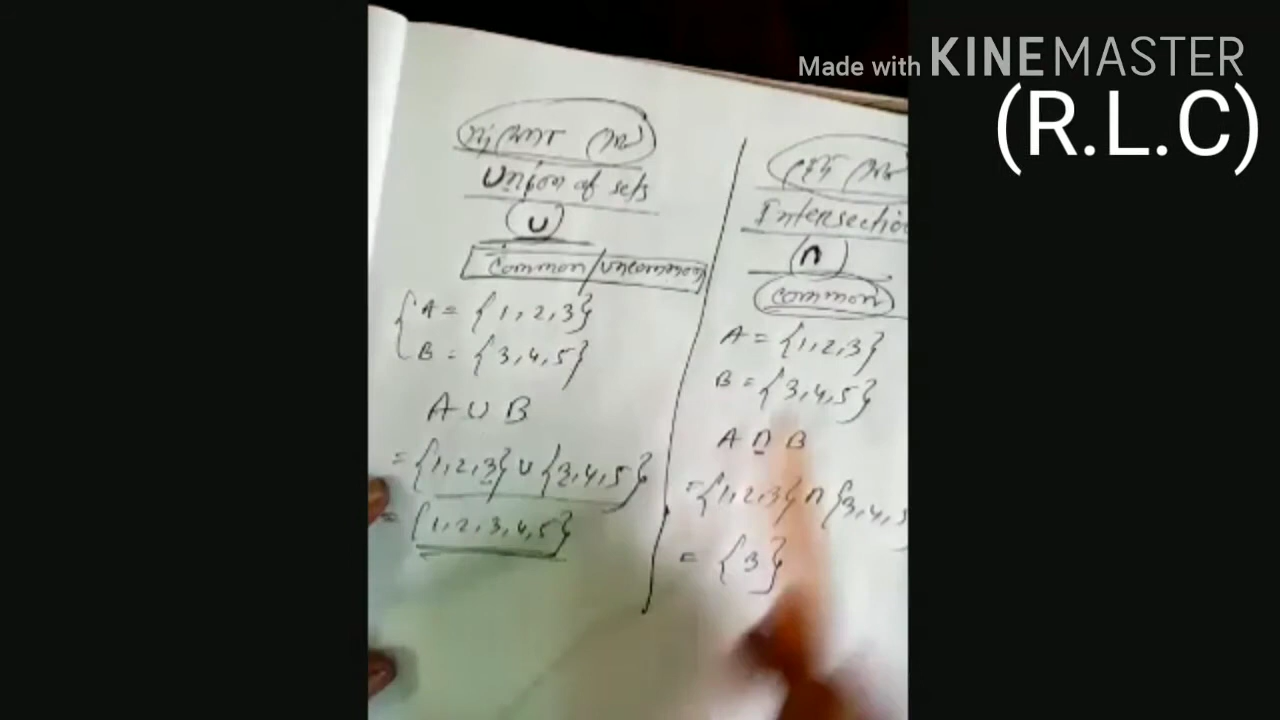 Made with KINEMASTER
(R.L.C)
Union of sets
∪
common/uncommon
A = {1,2,3}
B = {3,4,5}
A ∪ B
= {1,2,3} ∪ {3,4,5}
= {1,2,3,4,5}
Intersection
∩
common
A = {1,2,3}
B = {3,4,5}
A ∩ B
= {1,2,3} ∩ {3,4,5
= {3}